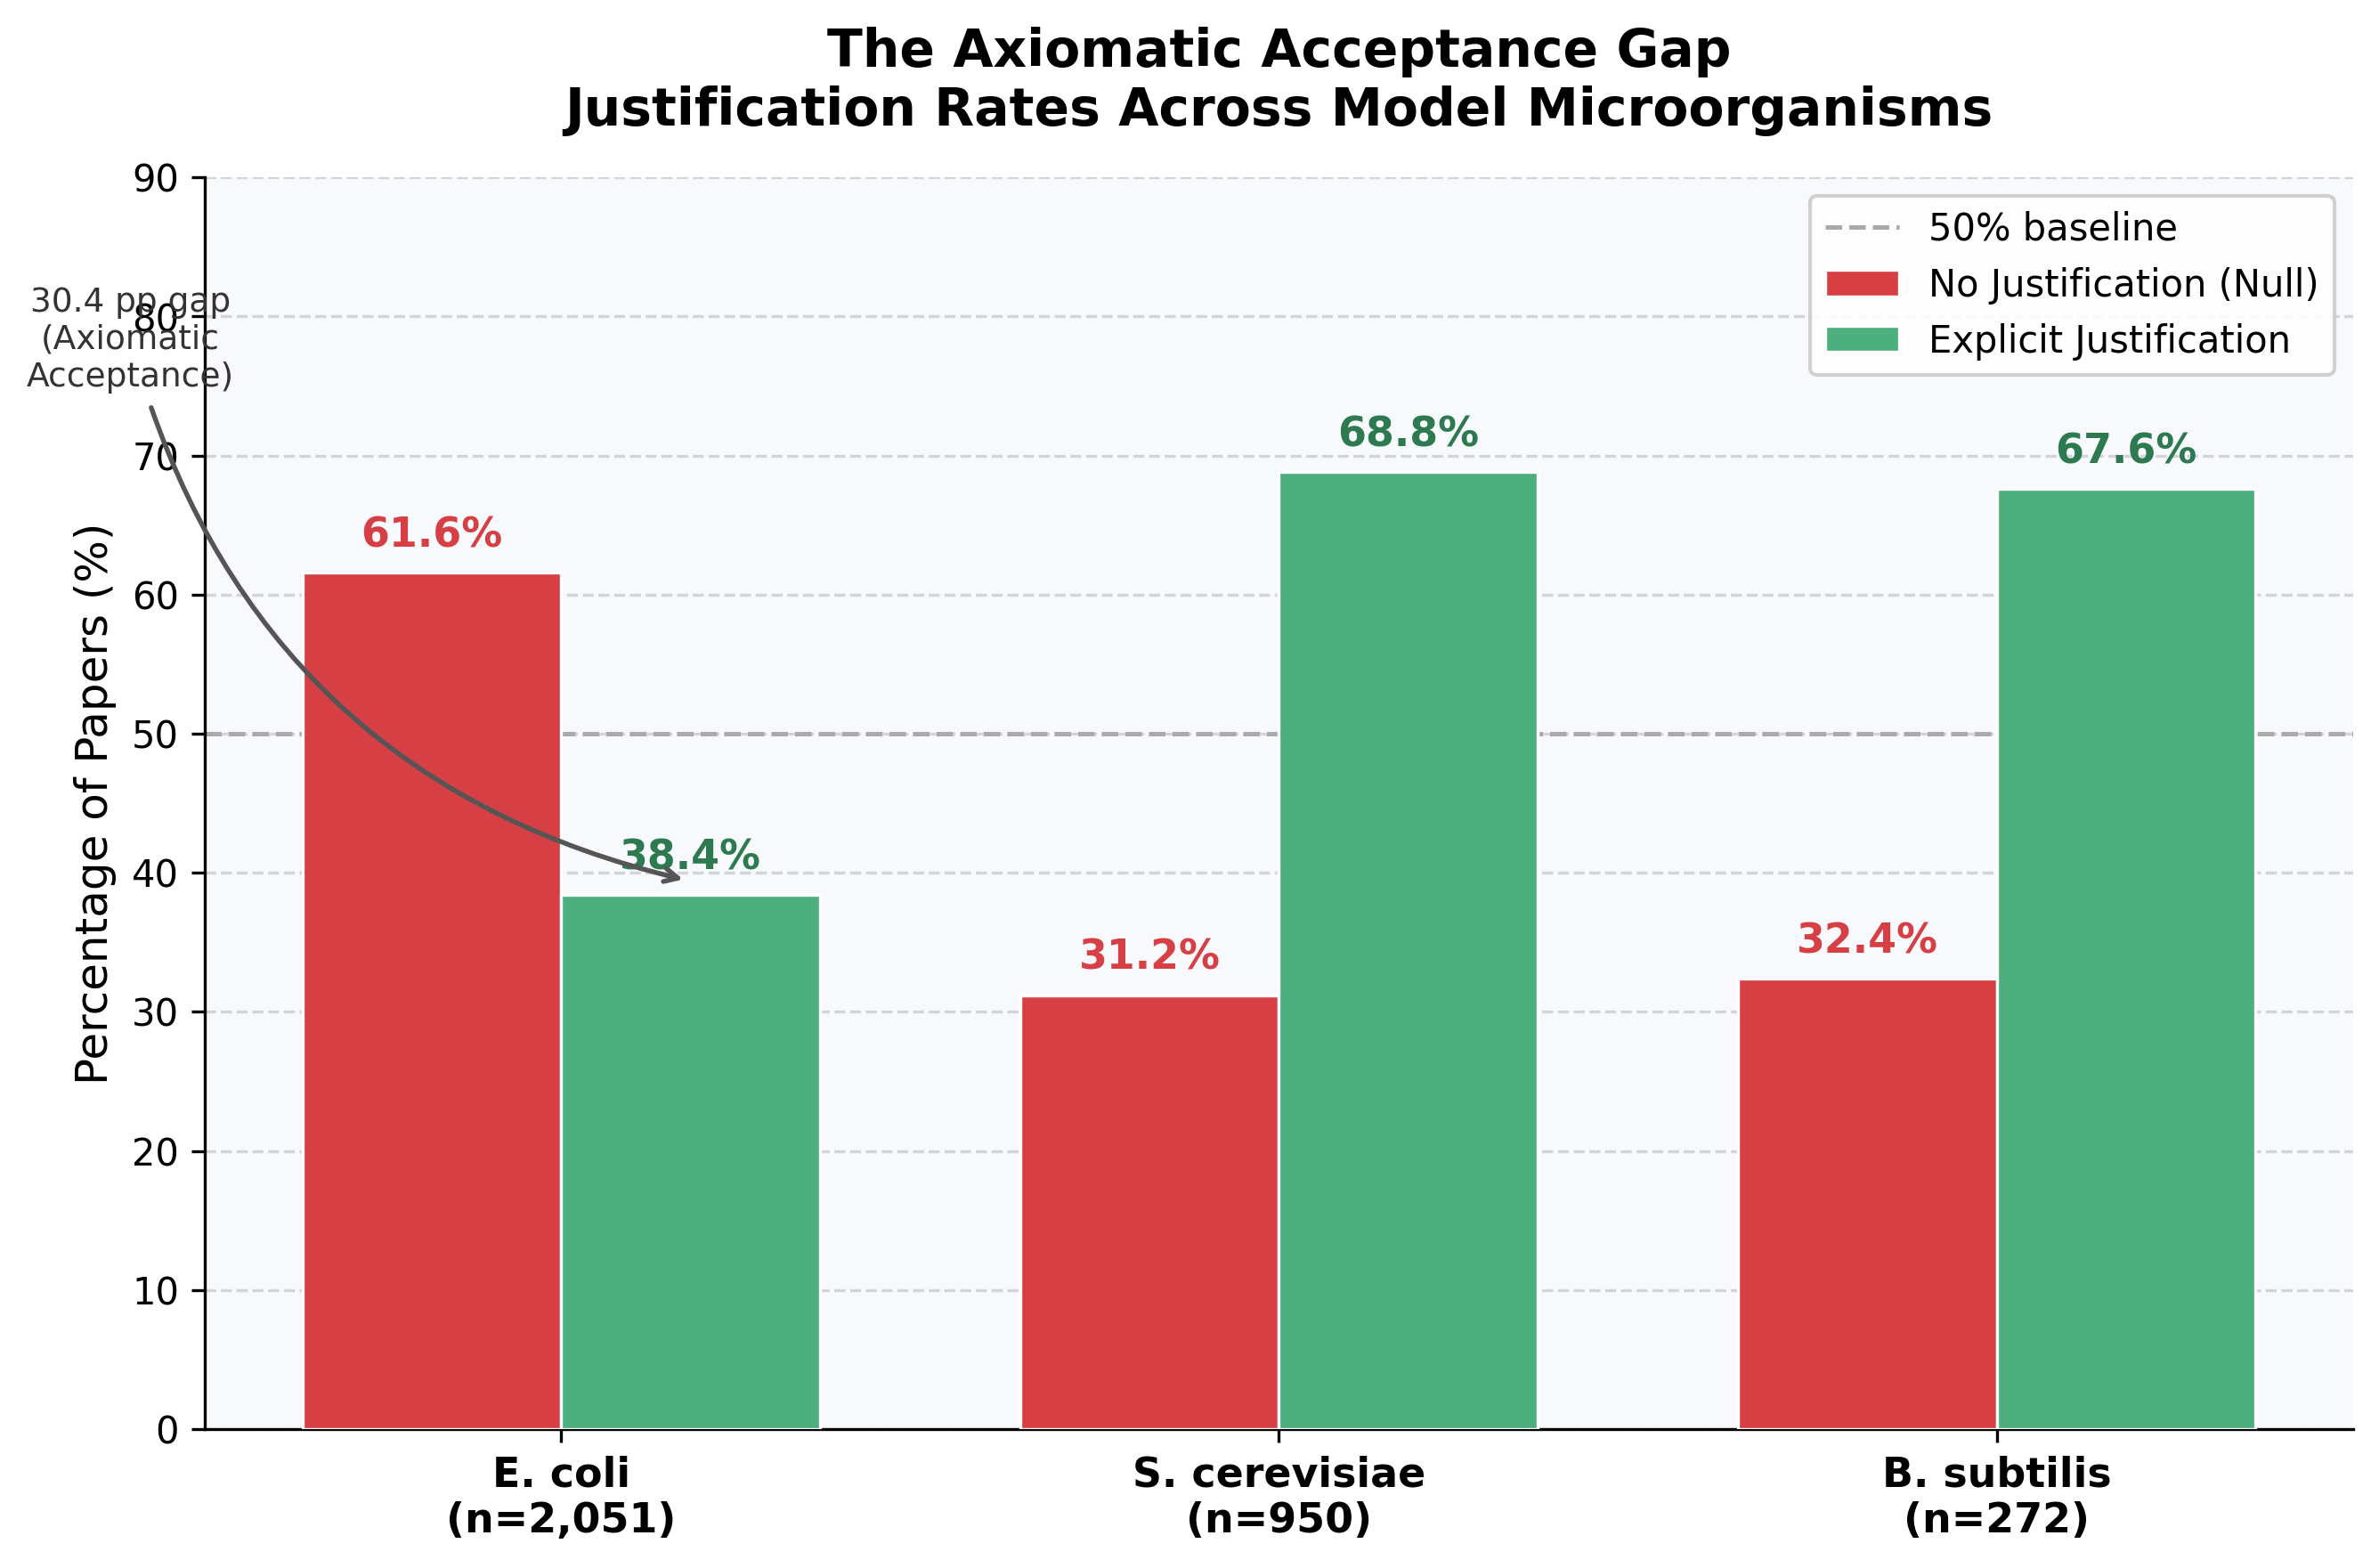 The Axiomatic Acceptance Gap
Justification Rates Across Model Microorganisms
90
80
70
60
50
40
30
20
10
0
Percentage of Papers (%)
30.4 pp gap
(Axiomatic
Acceptance)
50% baseline
No Justification (Null)
Explicit Justification
61.6%
38.4%
31.2%
68.8%
32.4%
67.6%
E. coli
(n=2,051)
S. cerevisiae
(n=950)
B. subtilis
(n=272)